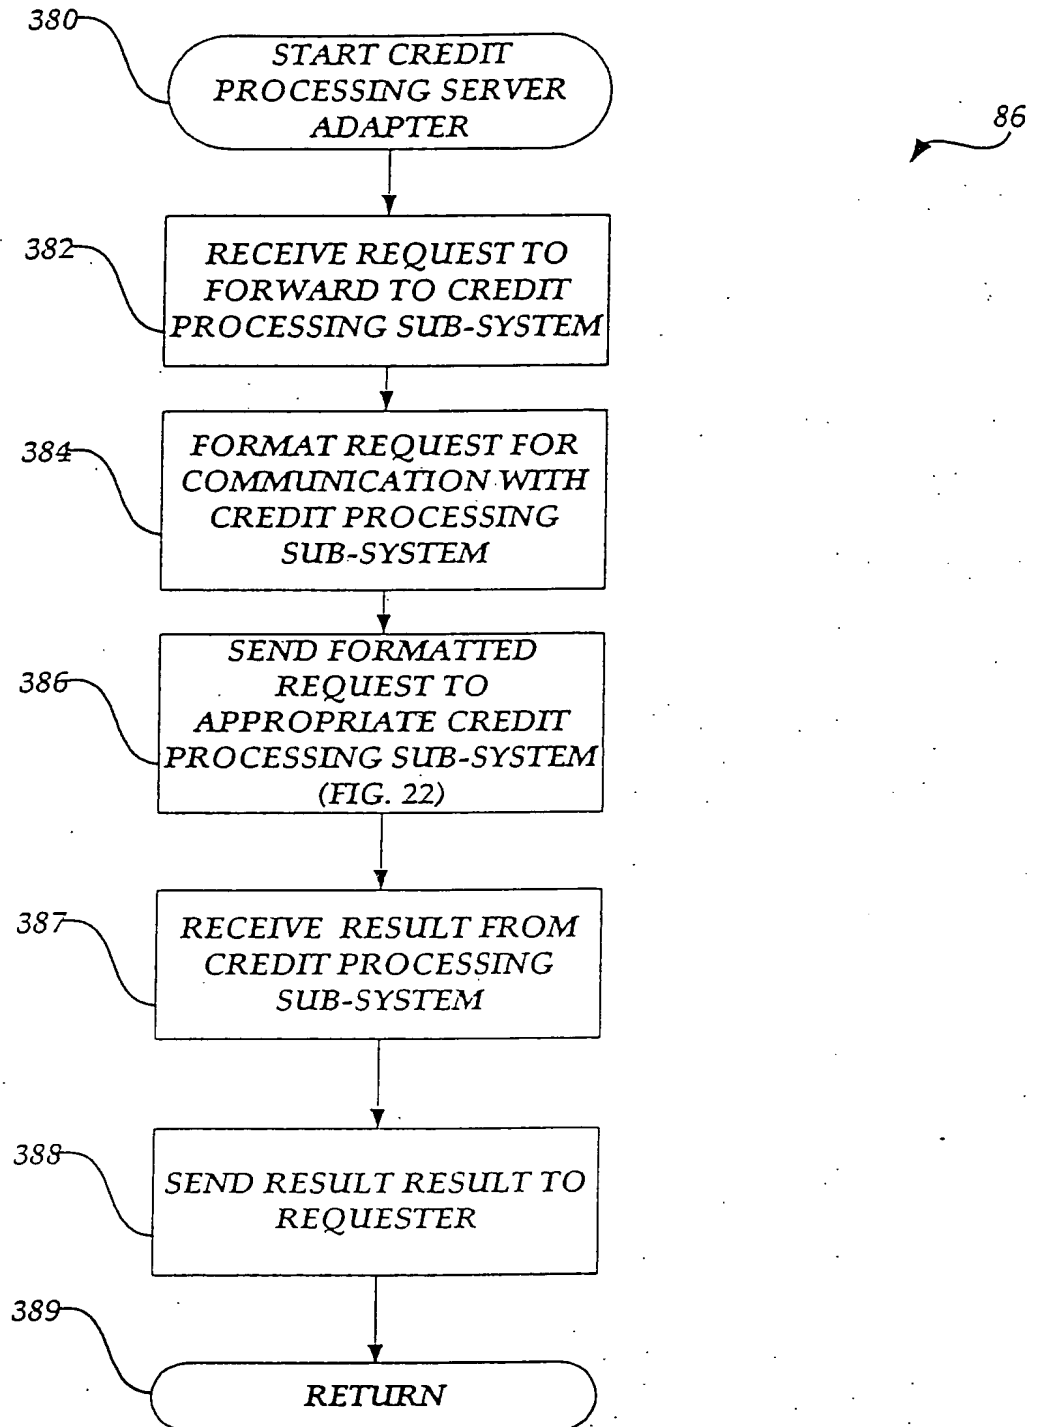 380
START CREDIT
PROCESSING SERVER
ADAPTER
86
382
RECEIVE REQUEST TO
FORWARD TO CREDIT
PROCESSING SUB-SYSTEM
384
FORMAT REQUEST FOR
COMMUNICATION WITH
CREDIT PROCESSING
SUB-SYSTEM
386
SEND FORMATTED
REQUEST TO
APPROPRIATE CREDIT
PROCESSING SUB-SYSTEM
(FIG. 22)
387
RECEIVE RESULT FROM
CREDIT PROCESSING
SUB-SYSTEM
388
SEND RESULT RESULT TO
REQUESTER
389
RETURN